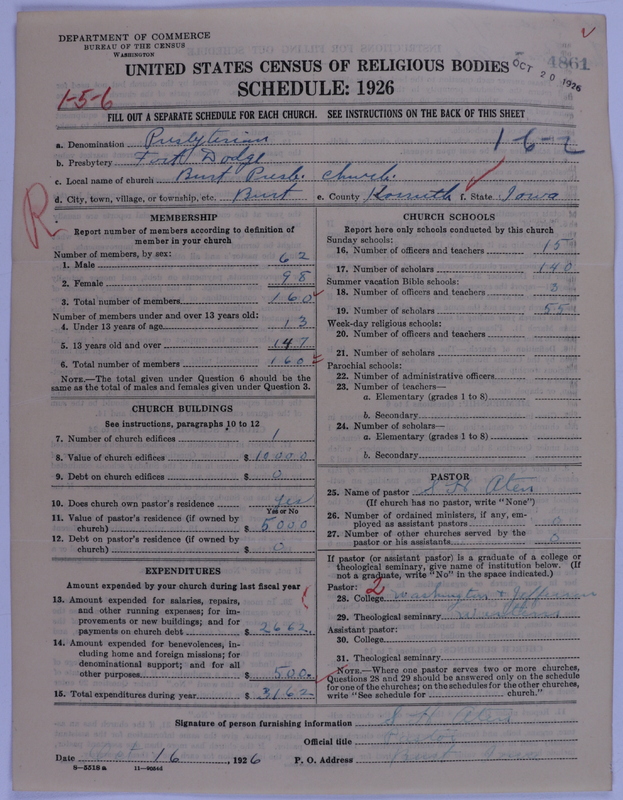 DEPARTMENT OF COMMERCE
BUREAU OF THE CENSUS
WASHINGTON
UNITED STATES CENSUS OF RELIGIOUS BODIES
SCHEDULE: 1926
4861
OCT 20 1926
1-5-6
FILL OUT A SEPARATE SCHEDULE FOR EACH CHURCH. SEE INSTRUCTIONS ON THE BACK OF THIS SHEET
a. Denomination Presbyterian
b. Presbytery Fort Dodge
c. Local name of church Burt Presb. church.
d. City, town, village, or township, etc. Burt e. County Kossuth f. State Iowa
R
MEMBERSHIP
Report number of members according to definition of member in your church
Number of members, by sex:
1. Male 62
2. Female 98
3. Total number of members 160
Number of members under and over 13 years old:
4. Under 13 years of age 13
5. 13 years old and over 147
6. Total number of members 160
NOTE.—The total given under Question 6 should be the
same as the total of males and females given under Question 3.
CHURCH BUILDINGS
See instructions, paragraphs 10 to 12
7. Number of church edifices 1
8. Value of church edifices $ 10000
9. Debt on church edifices $ 0
10. Does church own pastor's residence yes
Yes or No
11. Value of pastor's residence (if owned by
church) $ 5000
12. Debt on pastor's residence (if owned by
church) $ 0
EXPENDITURES
Amount expended by your church during last fiscal year
13. Amount expended for salaries, repairs,
and other running expenses; for im-
provements or new buildings; and for
payments on church debt $ 2662.
14. Amount expended for benevolences, in-
cluding home and foreign missions; for
denominational support; and for all
other purposes $ 500
15. Total expenditures during year $ 3162
CHURCH SCHOOLS
Report here only schools conducted by this church
Sunday schools:
16. Number of officers and teachers 15
17. Number of scholars 140
Summer vacation Bible schools:
18. Number of officers and teachers 3
19. Number of scholars 55
Week-day religious schools:
20. Number of officers and teachers
21. Number of scholars
Parochial schools:
22. Number of administrative officers
23. Number of teachers—
a. Elementary (grades 1 to 8)
b. Secondary
24. Number of scholars—
a. Elementary (grades 1 to 8)
b. Secondary
PASTOR
25. Name of pastor S H Aten
(If church has no pastor, write "None")
26. Number of ordained ministers, if any, em-
ployed as assistant pastors 0
27. Number of other churches served by the
pastor or his assistants 0
If pastor (or assistant pastor) is a graduate of a college or
theological seminary, give name of institution below. (If
not a graduate, write "No" in the space indicated.)
Pastor: 2
28. College Washington & Jefferson
29. Theological seminary
Assistant pastor:
30. College
31. Theological seminary
NOTE.—Where one pastor serves two or more churches,
Questions 28 and 29 should be answered only on the schedule
for one of the churches; on the schedules for the other churches,
write "See schedule for church."
Signature of person furnishing information S H Aten
Official title Pastor
Date Oct 16, 1926 P. O. Address Burt Iowa
8—5518 a